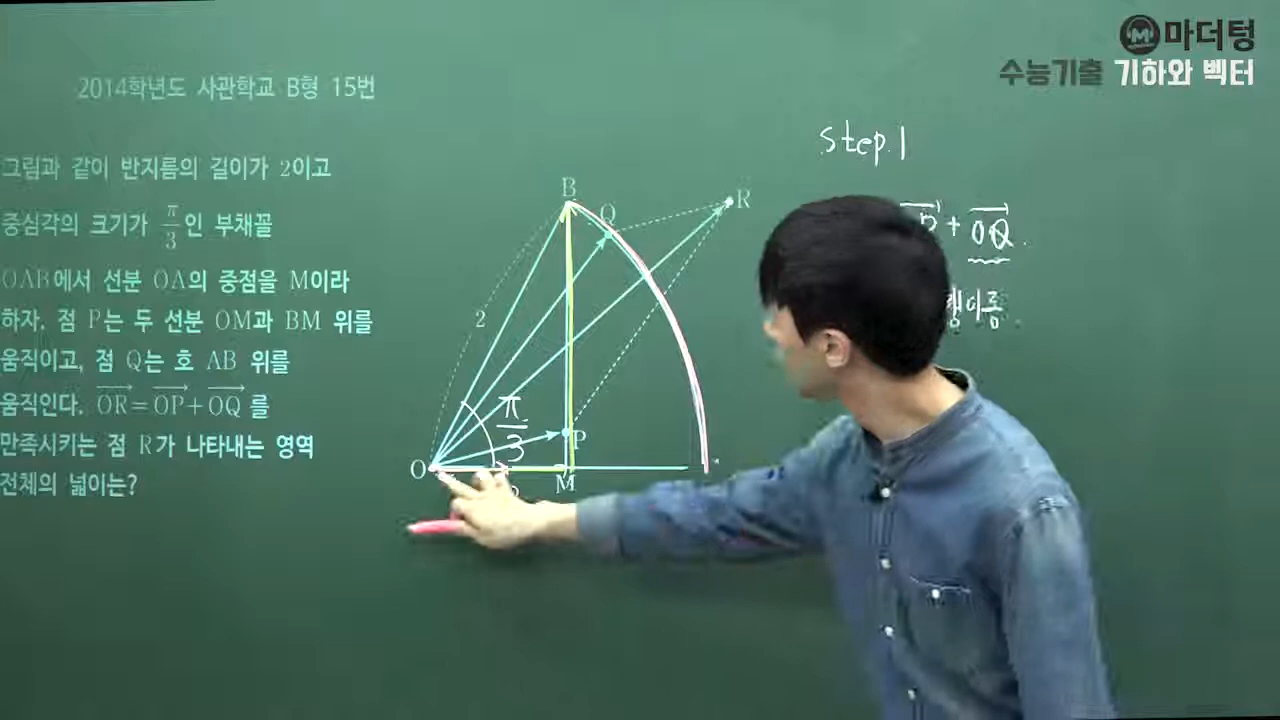 마더텅
수능기출 기하와 벡터
2014학년도 사관학교 B형 15번
그림과 같이 반지름의 길이가 2이고
중심각의 크기가 π/3인 부채꼴
OAB에서 선분 OA의 중점을 M이라
하자. 점 P는 두 선분 OM과 BM 위를
움직이고, 점 Q는 호 AB 위를
움직인다. OR=OP+OQ 를
만족시키는 점 R가 나타내는 영역
전체의 넓이는?
B
Q
R
2
π/3
P
O
M
step.1
+ OQ.